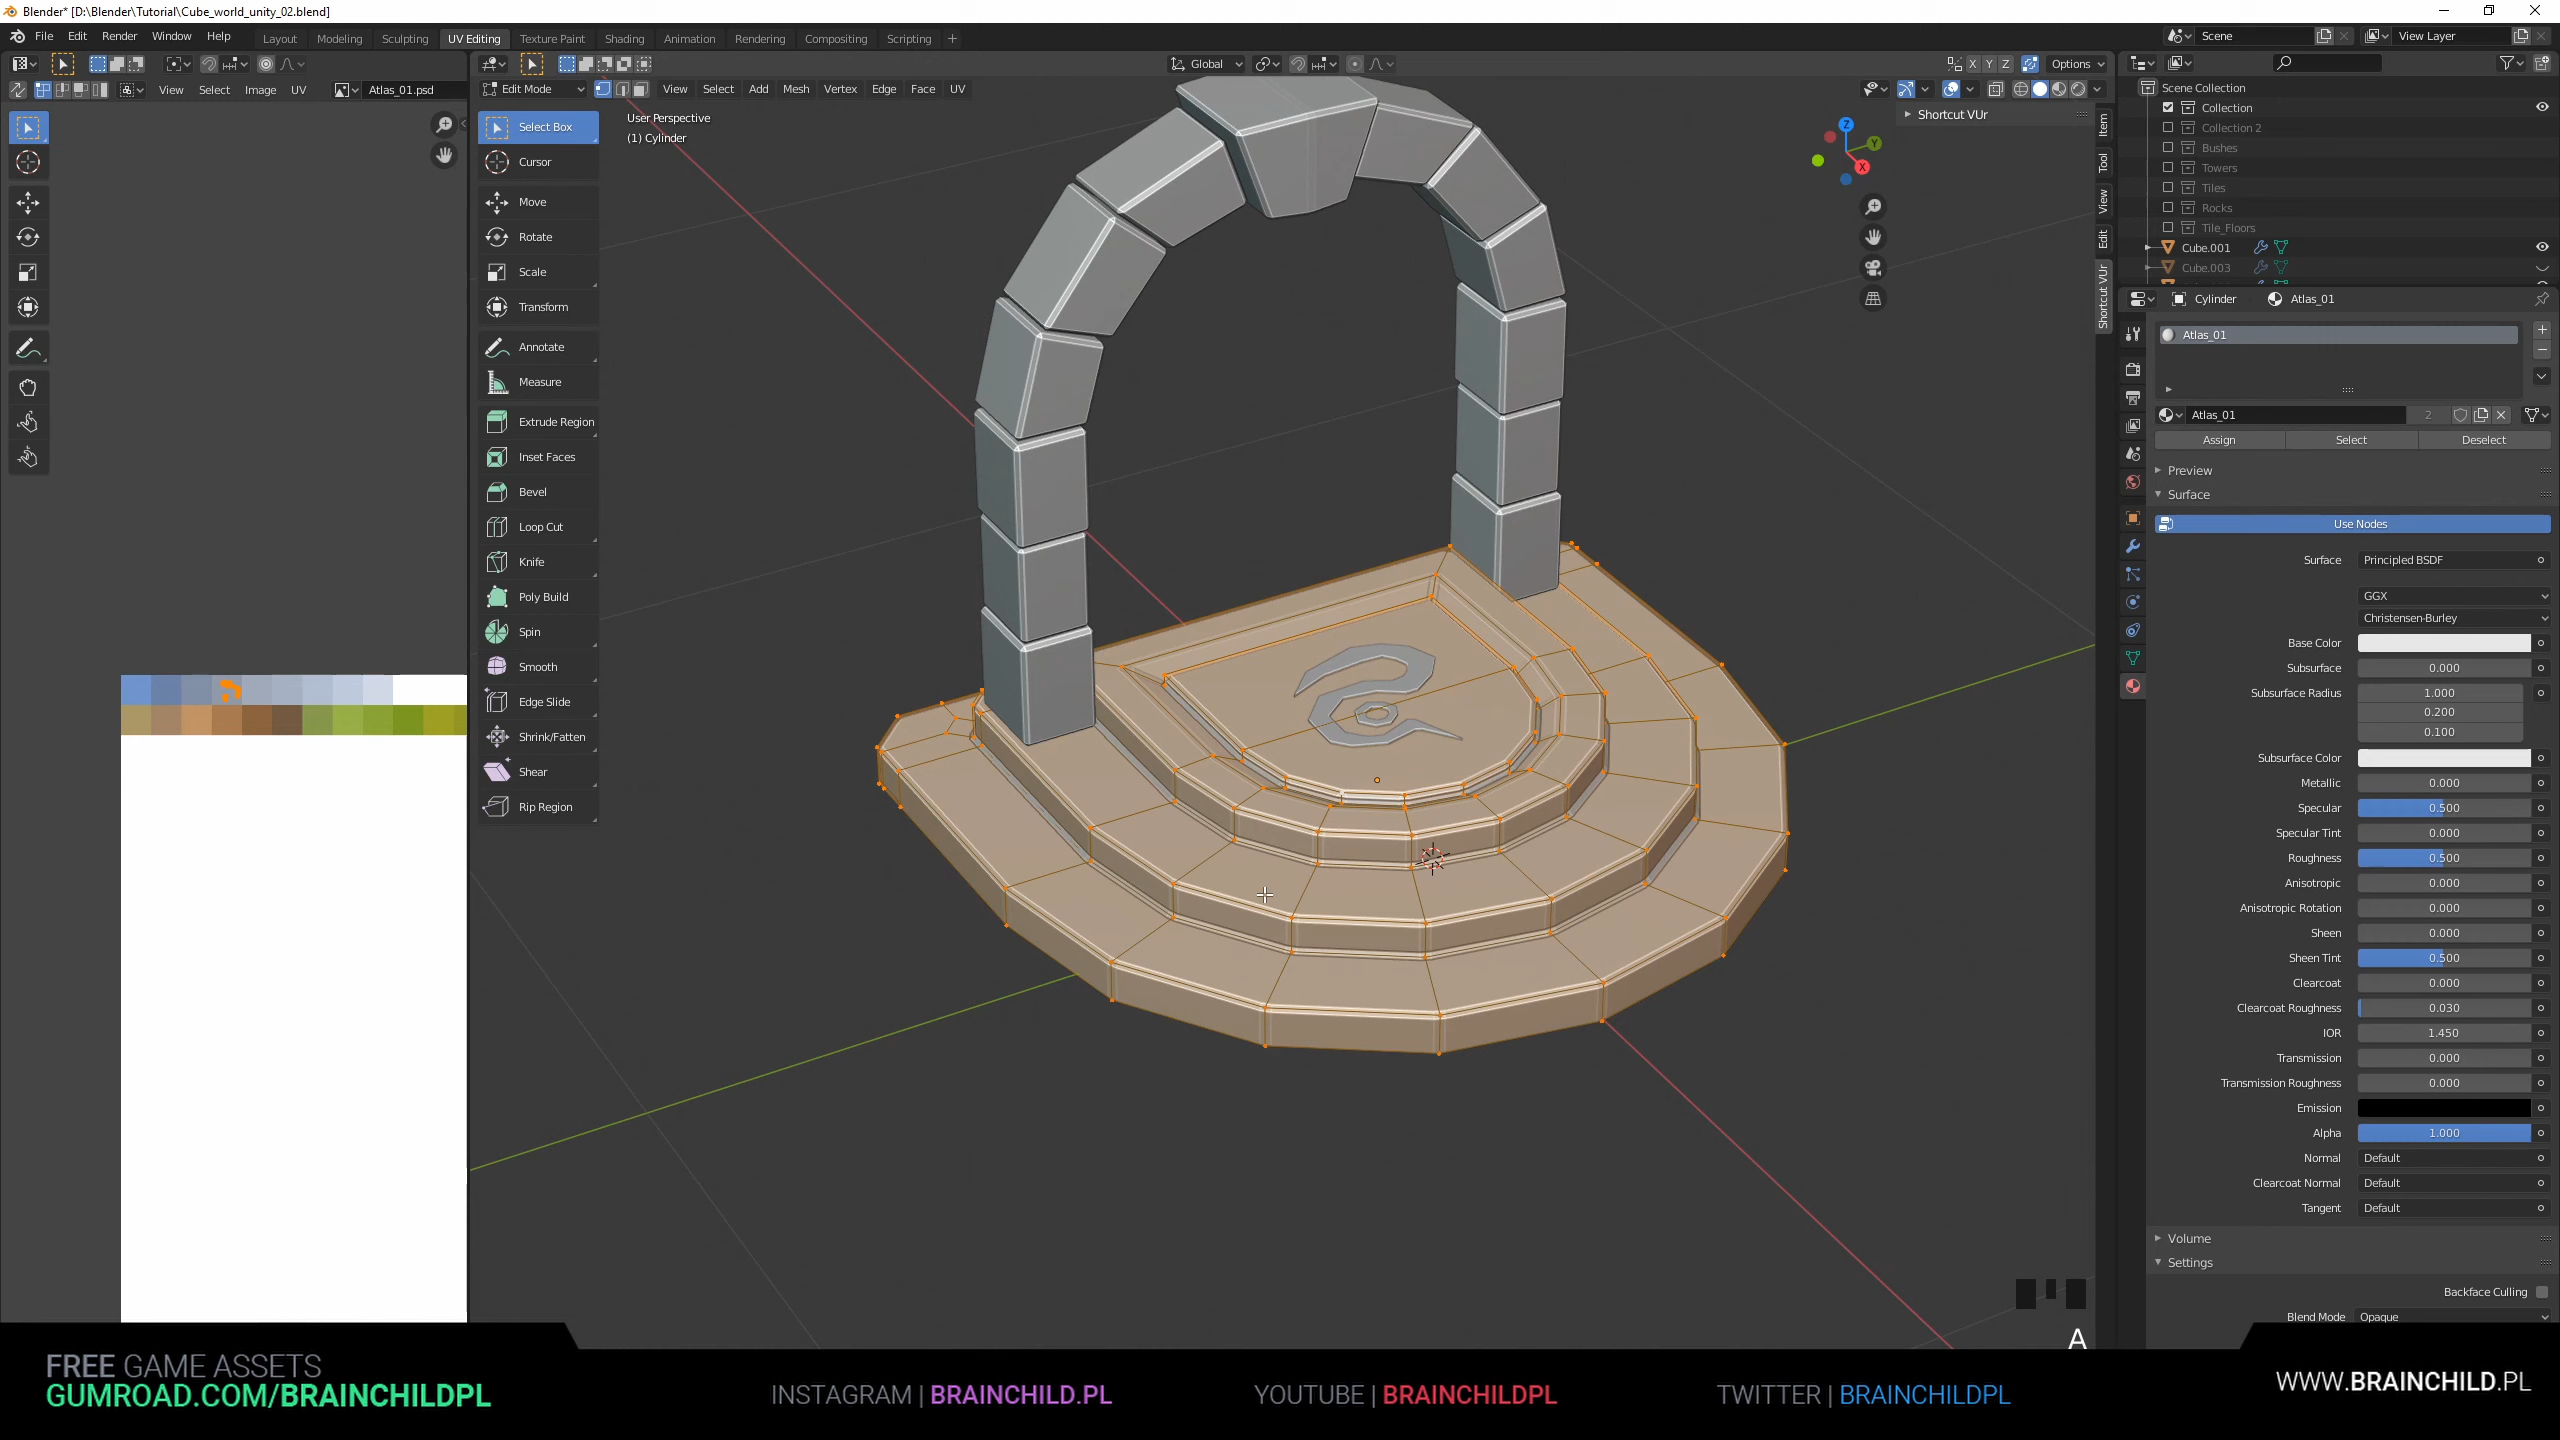 Blender* [D:\Blender\Tutorial\Cube_world_unity_02.blend]
File Edit Render Window Help Layout Modeling Sculpting UV Editing Texture Paint Shading Animation Rendering Compositing Scripting + Scene View Layer
Global X Y Z Options
View Select Image UV Atlas_01.psd Edit Mode View Select Add Mesh Vertex Edge Face UV
Select Box
Cursor
Move
Rotate
Scale
Transform
Annotate
Measure
Extrude Region
Inset Faces
Bevel
Loop Cut
Knife
Poly Build
Spin
Smooth
Edge Slide
Shrink/Fatten
Shear
Rip Region
User Perspective
(1) Cylinder
Shortcut VUr
Z
Y
X
Item
Tool
View
Edit
Shortcut VUr
Scene Collection
Collection
Collection 2
Bushes
Towers
Tiles
Rocks
Tile_Floors
Cube.001
Cube.003
Cylinder Atlas_01
Atlas_01
Atlas_01 2
Assign Select Deselect
Preview
Surface
Use Nodes
Surface Principled BSDF
GGX
Christensen-Burley
Base Color
Subsurface 0.000
Subsurface Radius 1.000
0.200
0.100
Subsurface Color
Metallic 0.000
Specular 0.500
Specular Tint 0.000
Roughness 0.500
Anisotropic 0.000
Anisotropic Rotation 0.000
Sheen 0.000
Sheen Tint 0.500
Clearcoat 0.000
Clearcoat Roughness 0.030
IOR 1.450
Transmission 0.000
Transmission Roughness 0.000
Emission
Alpha 1.000
Normal Default
Clearcoat Normal Default
Tangent Default
Volume
Settings
Backface Culling
Blend Mode Opaque
A
FREE GAME ASSETS
GUMROAD.COM/BRAINCHILDPL
INSTAGRAM | BRAINCHILD.PL
YOUTUBE | BRAINCHILDPL
TWITTER | BRAINCHILDPL
WWW.BRAINCHILD.PL